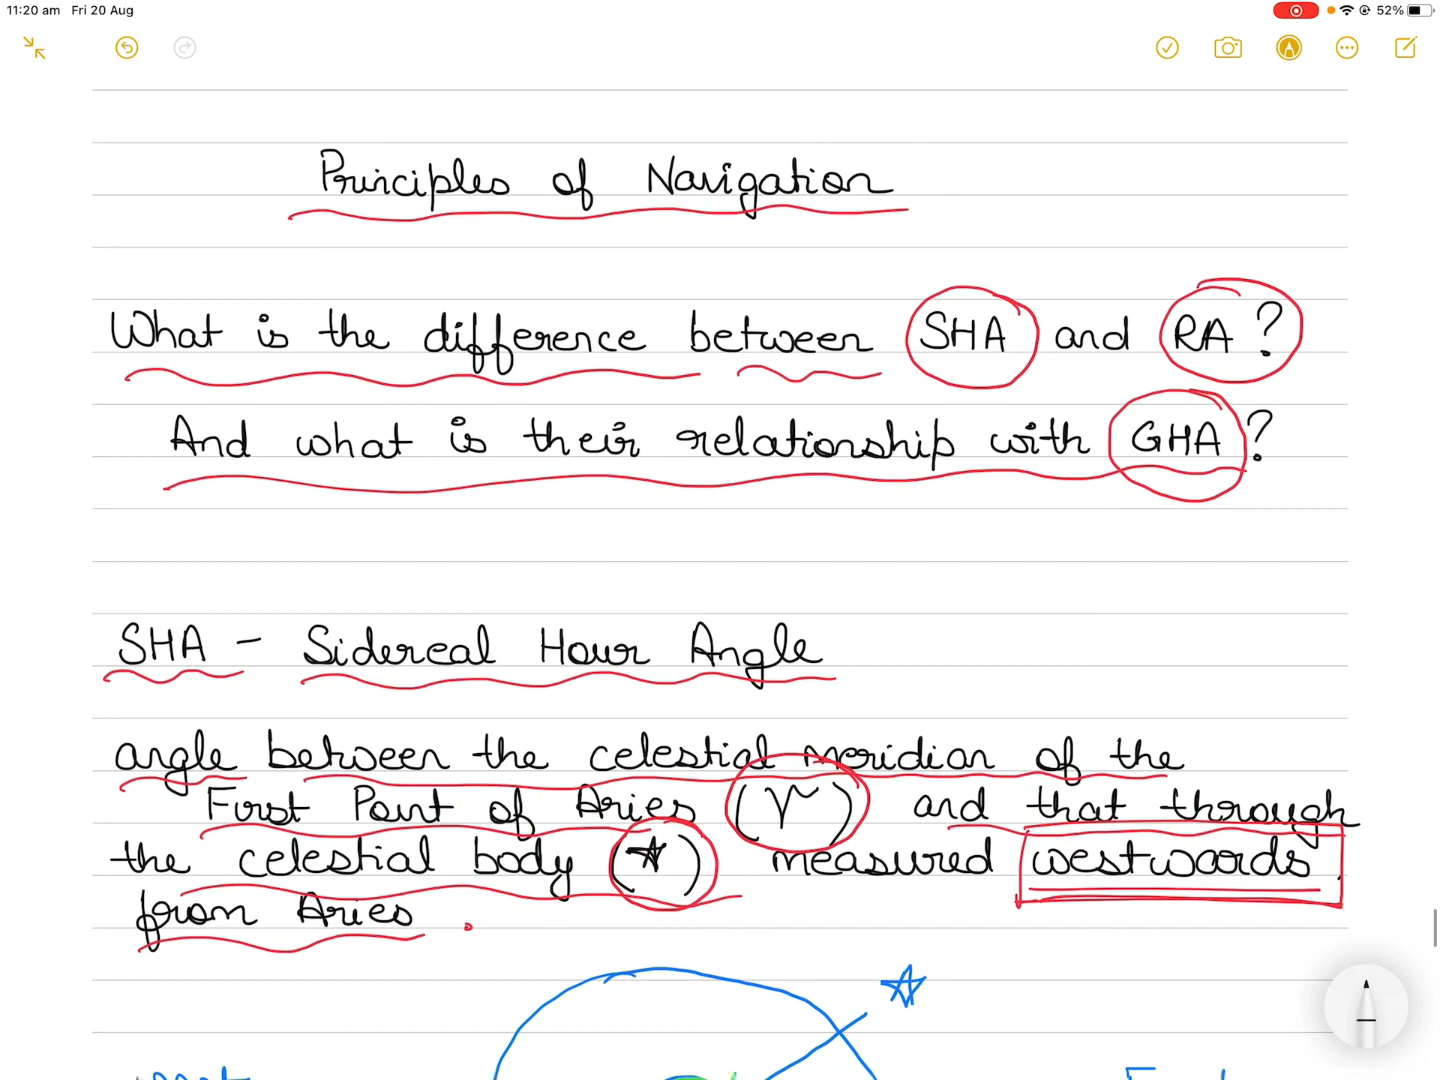 11:20 am Fri 20 Aug
52%
Principles of Navigation
What is the difference between SHA and RA?
And what is their relationship with GHA?
SHA - Sidereal Hour Angle
angle between the celestial meridian of the
First Point of Aries (♈) and that through
the celestial body (★) measured westwards
from Aries.